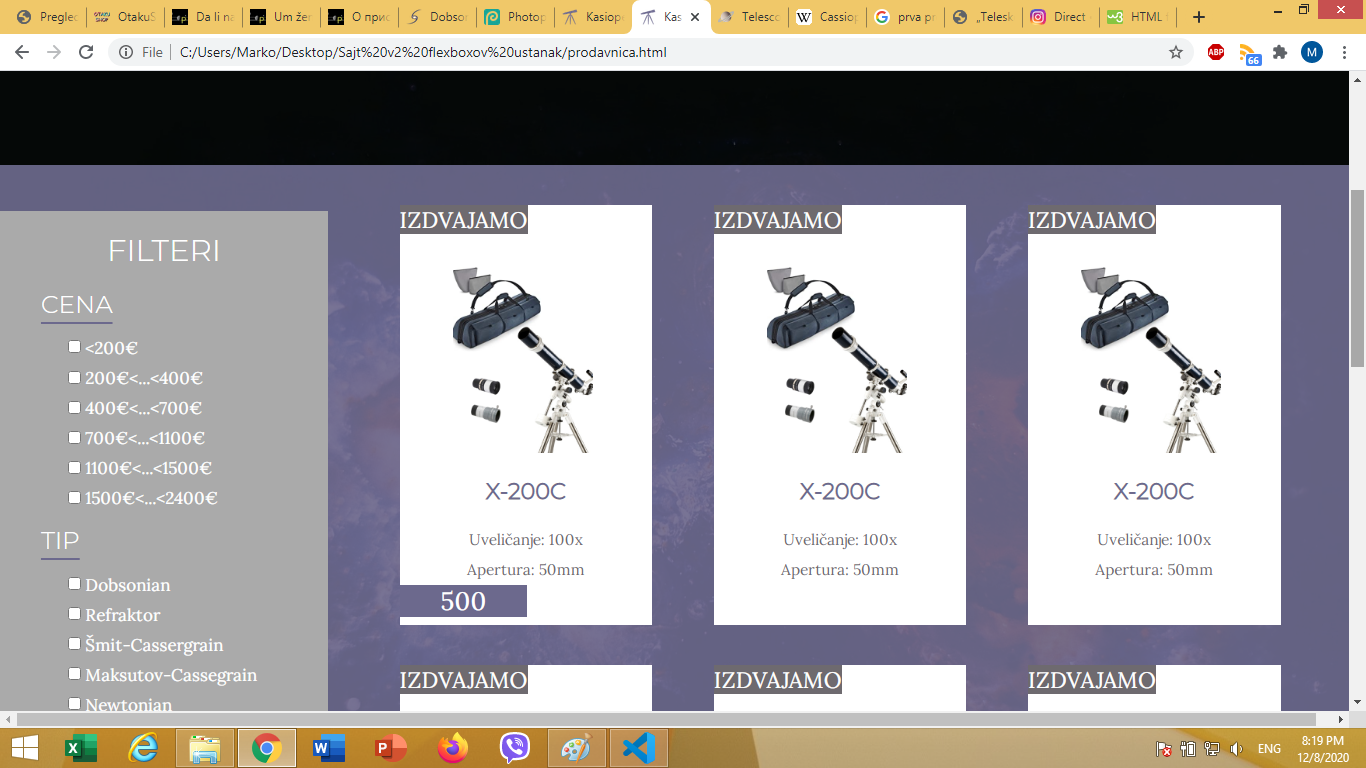 Pregled
OtakuS
Da li na
Um žer
О прис
Dobsor
Photop
Kasiop
Kas
Telesco
Cassiop
prva pr
„Telesk
Direct
HTML f
File
C:/Users/Marko/Desktop/Sajt%20v2%20flexboxov%20ustanak/prodavnica.html
ABP
66
M
FILTERI
CENA
<200€
200€<...<400€
400€<...<700€
700€<...<1100€
1100€<...<1500€
1500€<...<2400€
TIP
Dobsonian
Refraktor
Šmit-Cassergrain
Maksutov-Cassegrain
Newtonian
IZDVAJAMO
X-200C
Uveličanje: 100x
Apertura: 50mm
500
IZDVAJAMO
X-200C
Uveličanje: 100x
Apertura: 50mm
IZDVAJAMO
X-200C
Uveličanje: 100x
Apertura: 50mm
IZDVAJAMO
IZDVAJAMO
IZDVAJAMO
ENG
8:19 PM
12/8/2020